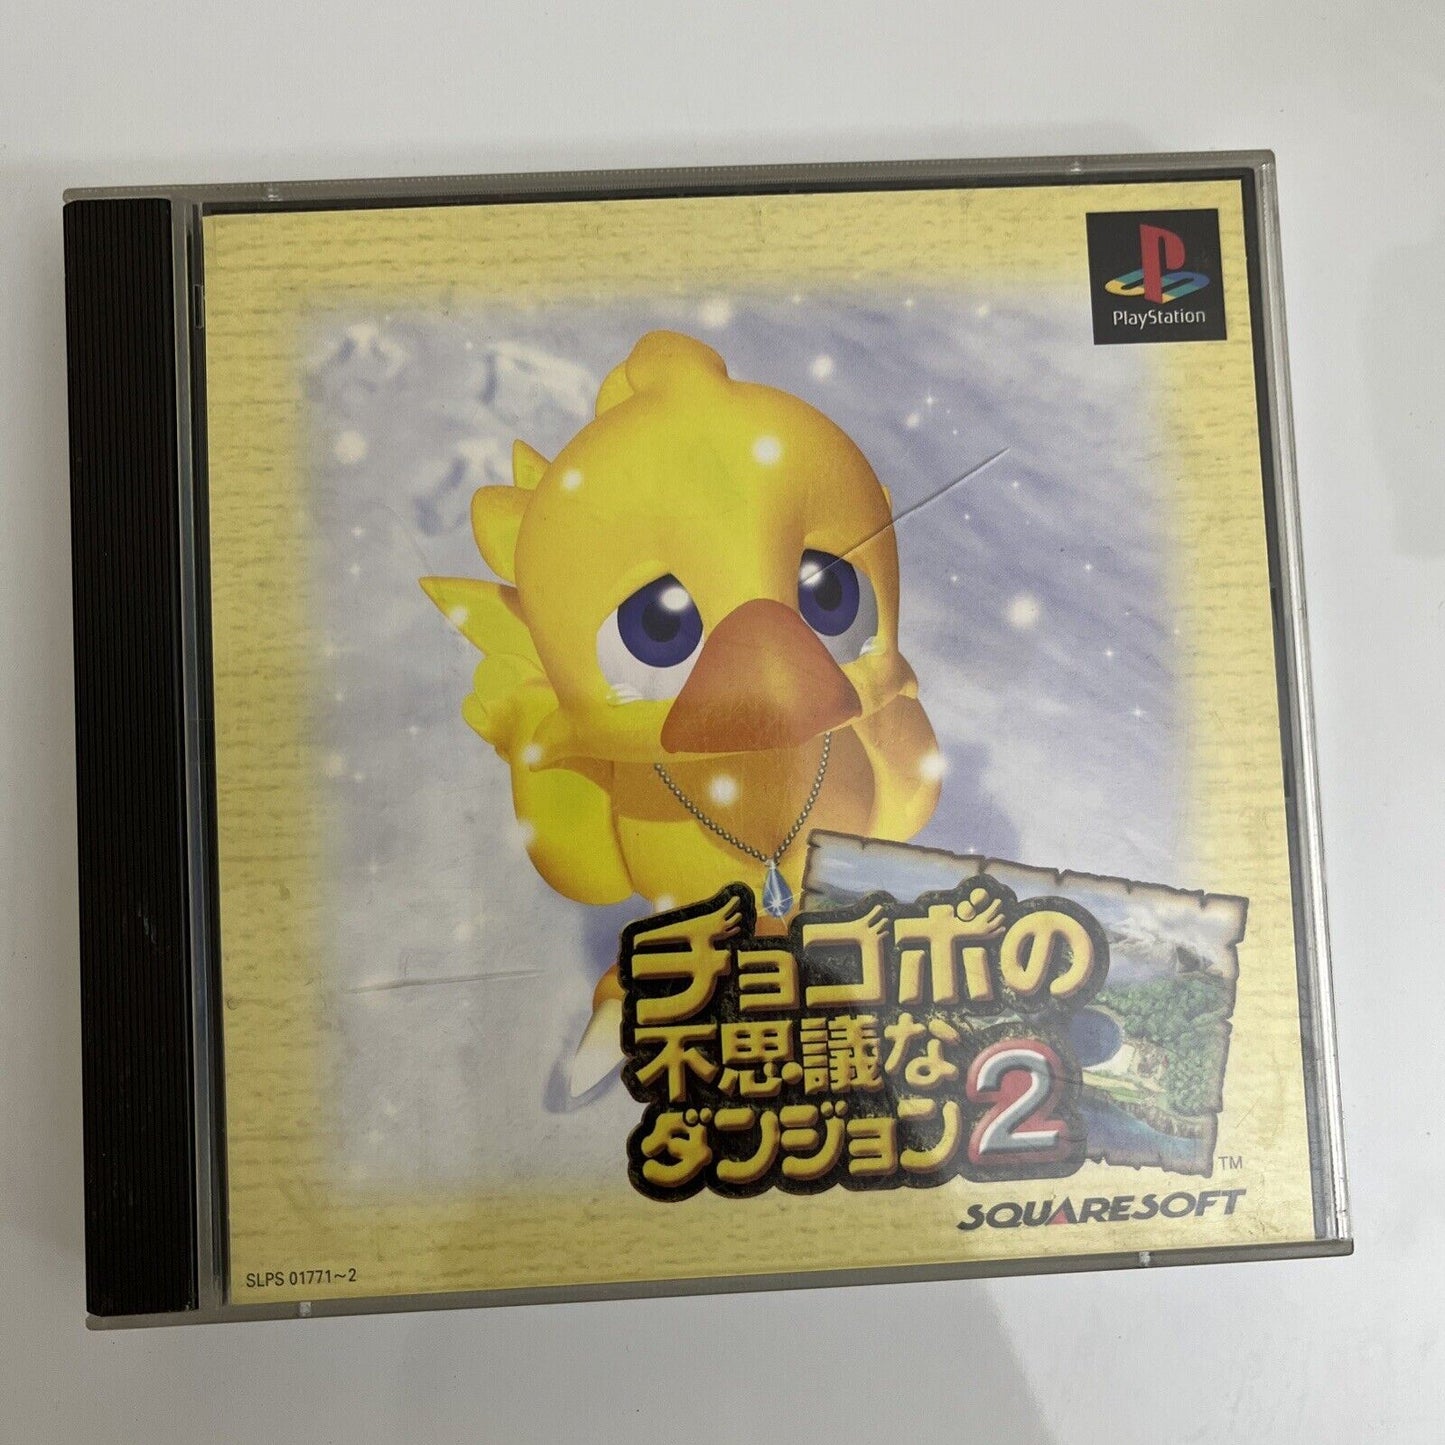 PlayStation
チョコボの
不思議な
ダンジョン2
TM
SQUARESOFT
SLPS 01771~2